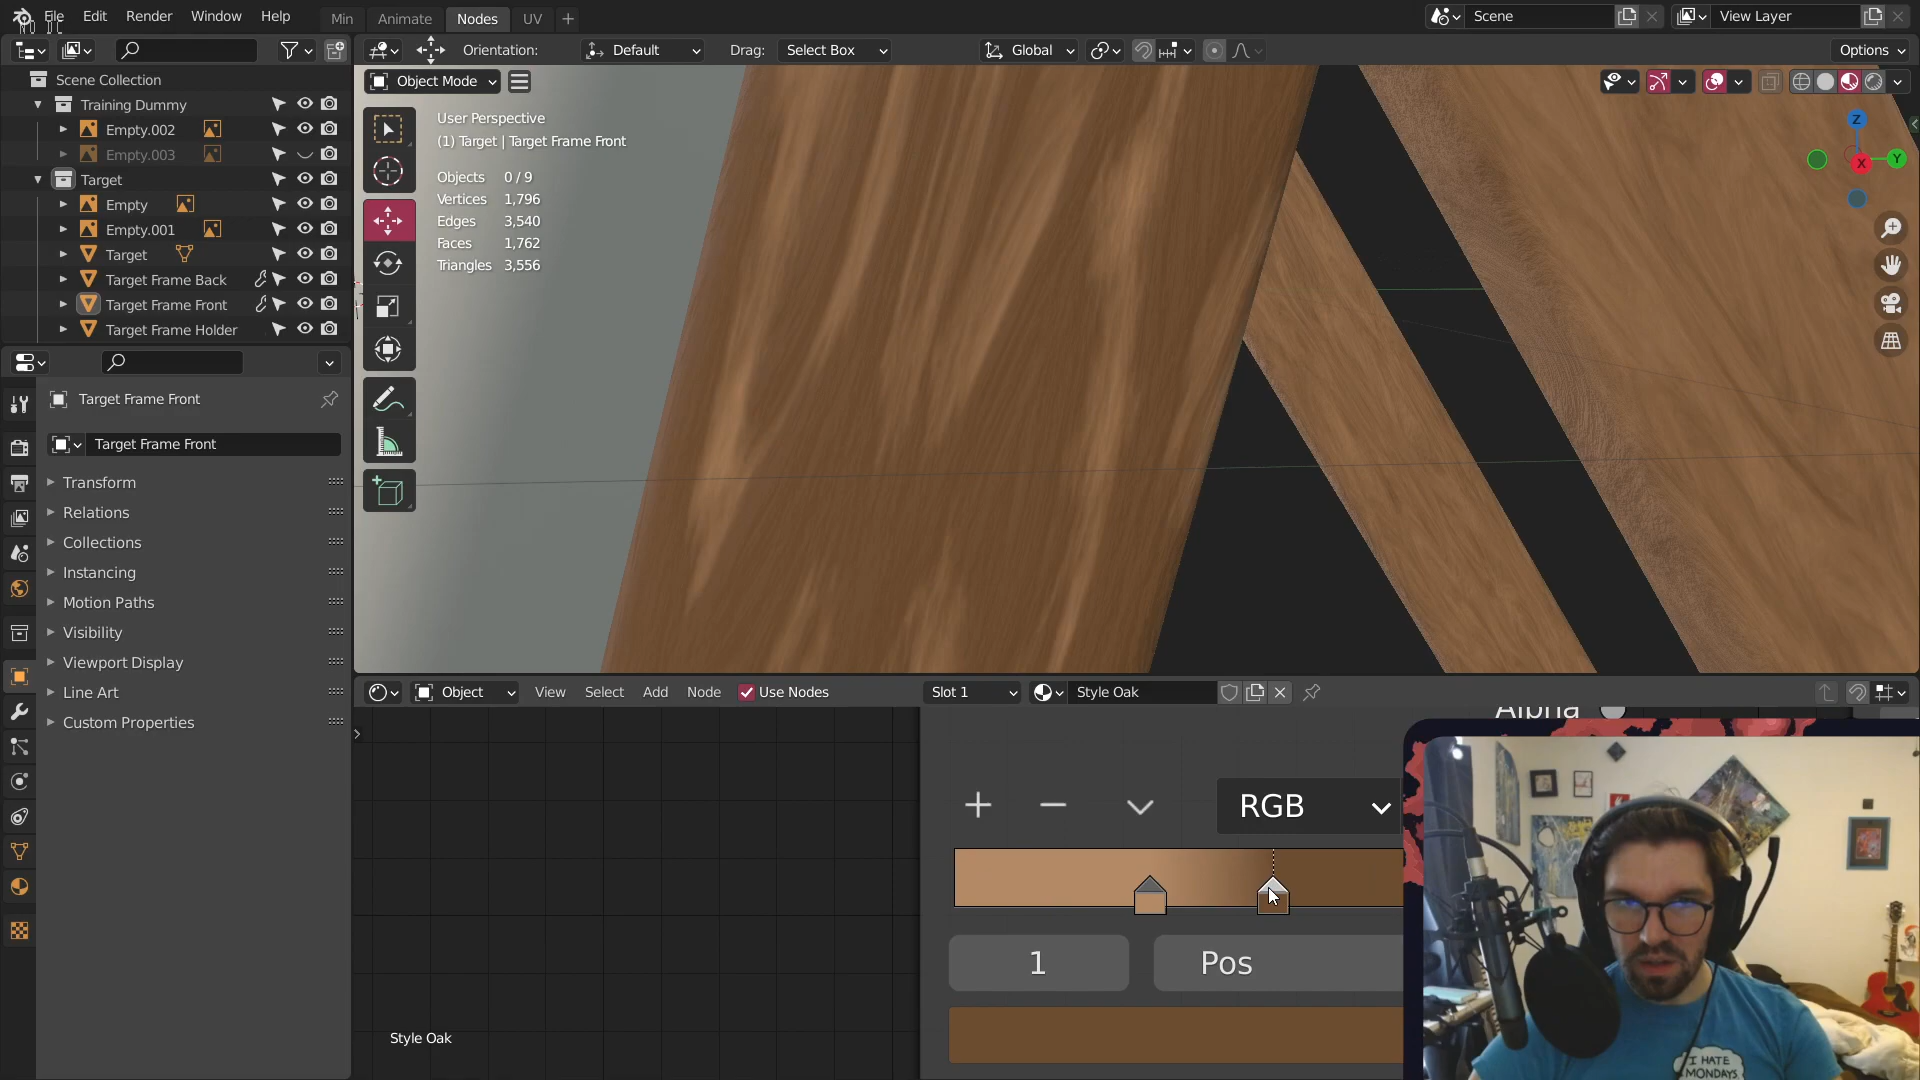 File Edit Render Window Help Min Animate Nodes UV + Scene View Layer
Orientation: Default Drag: Select Box Global Options
Scene Collection
Training Dummy
Empty.002
Empty.003
Target
Empty
Empty.001
Target
Target Frame Back
Target Frame Front
Target Frame Holder
Object Mode
User Perspective
(1) Target | Target Frame Front
Objects 0 / 9
Vertices 1,796
Edges 3,540
Faces 1,762
Triangles 3,556
Z
Y
X
Target Frame Front
Target Frame Front
Transform
Relations
Collections
Instancing
Motion Paths
Visibility
Viewport Display
Line Art
Custom Properties
Object View Select Add Node Use Nodes Slot 1 Style Oak
Alpha
RGB
1 Pos
Style Oak
I HATE
MONDAYS